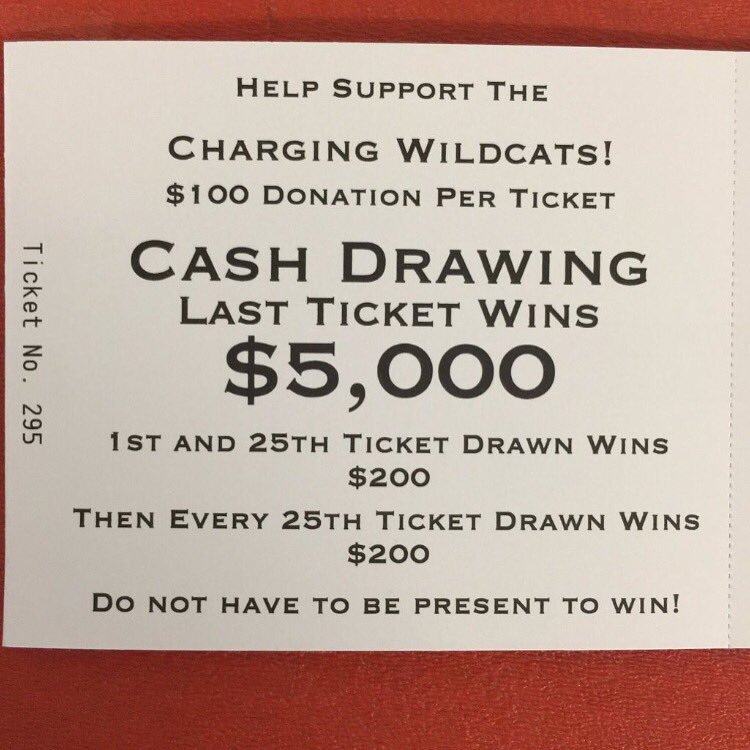 HELP SUPPORT THE
CHARGING WILDCATS!
$100 DONATION PER TICKET
CASH DRAWING
LAST TICKET WINS
$5,000
1ST AND 25TH TICKET DRAWN WINS
$200
THEN EVERY 25TH TICKET DRAWN WINS
$200
DO NOT HAVE TO BE PRESENT TO WIN!
Ticket No. 295